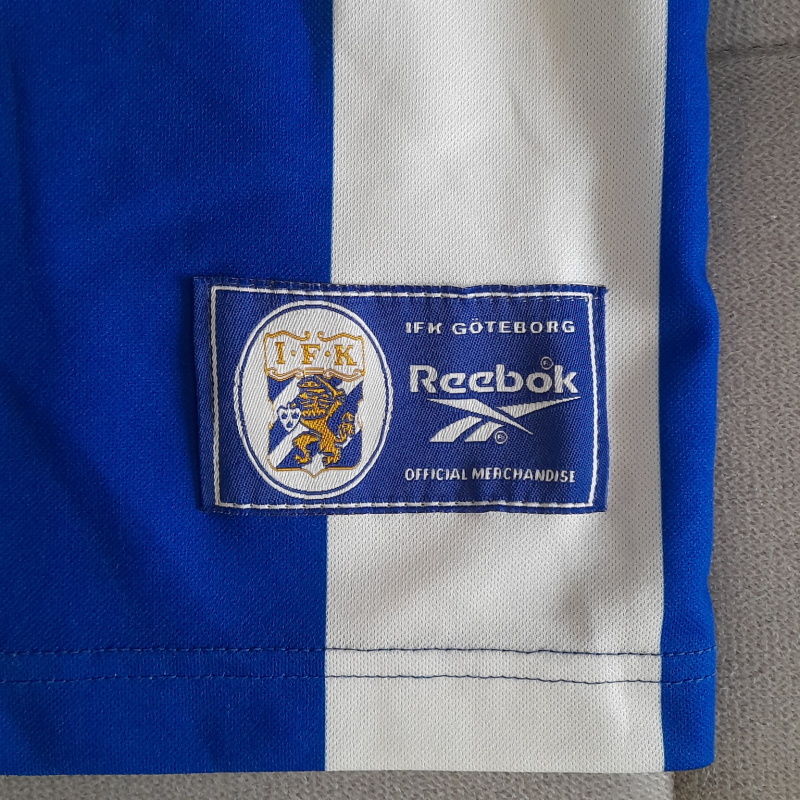 I·F·K
IFK GÖTEBORG
Reebok®
®
OFFICIAL MERCHANDISE